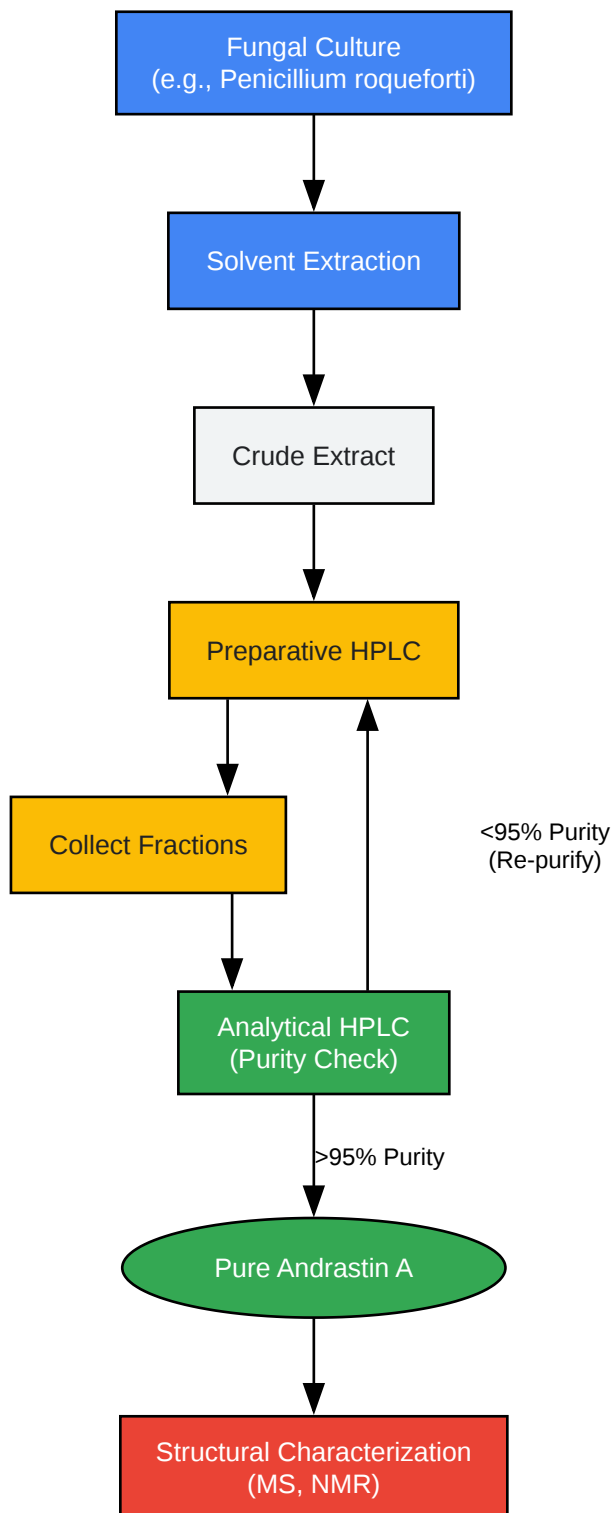 Fungal Culture
(e.g., Penicillium roqueforti)
Solvent Extraction
Crude Extract
Preparative HPLC
Collect Fractions
<95% Purity
(Re-purify)
Analytical HPLC
(Purity Check)
>95% Purity
Pure Andrastin A
Structural Characterization
(MS, NMR)